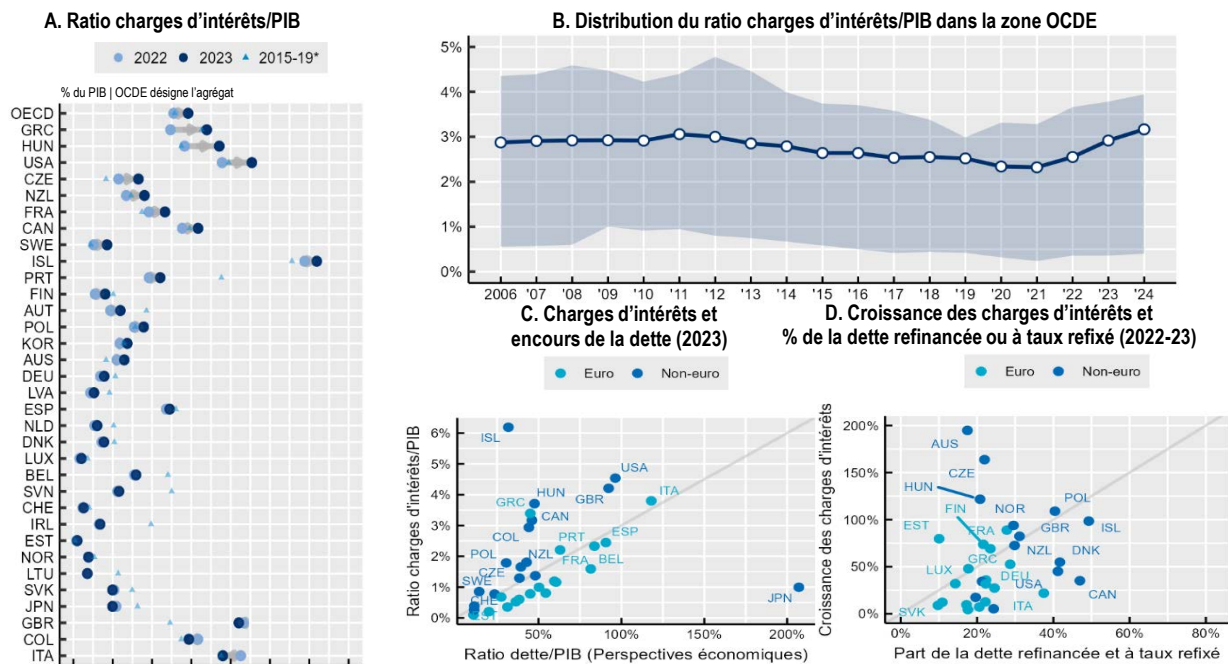 A. Ratio charges d’intérêts/PIB
2022 2023 2015-19*
% du PIB | OCDE désigne l’agrégat
OECD
GRC
HUN
USA
CZE
NZL
FRA
CAN
SWE
ISL
PRT
FIN
AUT
POL
KOR
AUS
DEU
LVA
ESP
NLD
DNK
LUX
BEL
SVN
CHE
IRL
EST
NOR
LTU
SVK
JPN
GBR
COL
ITA
B. Distribution du ratio charges d’intérêts/PIB dans la zone OCDE
5%
4%
3%
2%
1%
0%
2006 '07 '08 '09 '10 '11 '12 '13 '14 '15 '16 '17 '18 '19 '20 '21 '22 '23 '24
C. Charges d’intérêts et
encours de la dette (2023)
Euro Non-euro
Ratio charges d'intérêts/PIB
6%
5%
4%
3%
2%
1%
0%
ISL
USA
ITA
HUN
GBR
GRC
CAN
COL
PRT
ESP
POL
NZL
FRA
BEL
CZE
SWE
CHE
EST
JPN
50% 100% 150% 200%
Ratio dette/PIB (Perspectives économiques)
D. Croissance des charges d’intérêts et
% de la dette refinancée ou à taux refixé (2022-23)
Euro Non-euro
Croissance des charges d'intérêts
200%
150%
100%
50%
0%
AUS
CZE
HUN
POL
FIN
NOR
EST
FRA
GBR
ISL
GRC
NZL
DNK
LUX
DEU
USA
CAN
SVK
ITA
0% 20% 40% 60% 80%
Part de la dette refinancée et à taux refixé